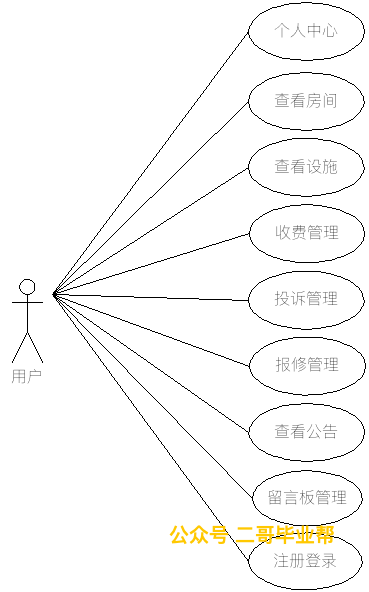 个人中心
查看房间
查看设施
收费管理
投诉管理
报修管理
用户
查看公告
留言板管理
公众号 二哥毕业帮
注册登录